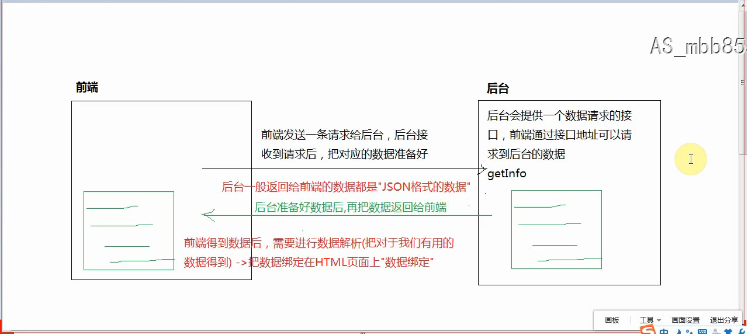 AS_mbb85
前端
后台
前端发送一条请求给后台，后台接
收到请求后，把对应的数据准备好
后台会提供一个数据请求的接
口，前端通过接口地址可以请
求到后台的数据
getInfo
后台一般返回给前端的数据都是"JSON格式的数据"
后台准备好数据后,再把数据返回给前端
前端得到数据后，需要进行数据解析(把对于我们有用的
数据得到) ->把数据绑定在HTML页面上"数据绑定"
画板
工具
画面设置
退出分享
中